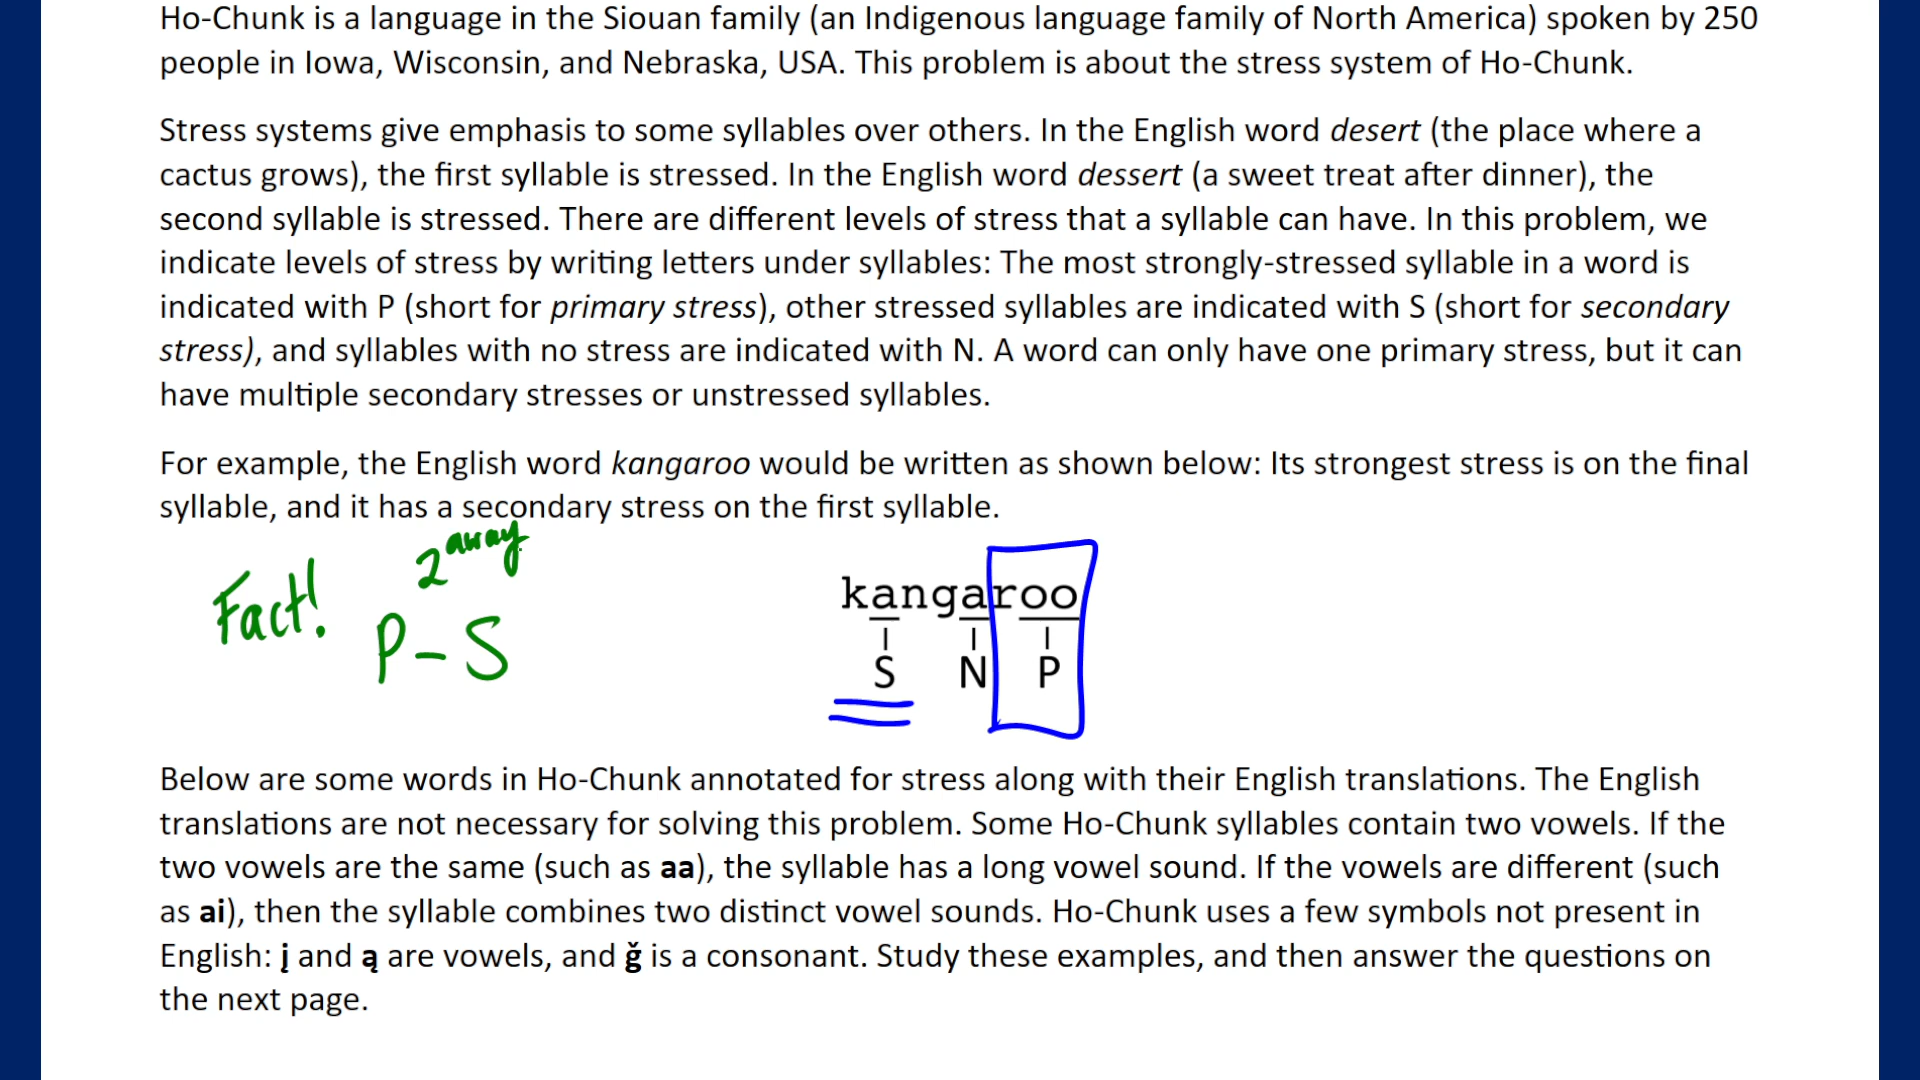 Ho-Chunk is a language in the Siouan family (an Indigenous language family of North America) spoken by 250
people in Iowa, Wisconsin, and Nebraska, USA. This problem is about the stress system of Ho-Chunk.
Stress systems give emphasis to some syllables over others. In the English word desert (the place where a
cactus grows), the first syllable is stressed. In the English word dessert (a sweet treat after dinner), the
second syllable is stressed. There are different levels of stress that a syllable can have. In this problem, we
indicate levels of stress by writing letters under syllables: The most strongly-stressed syllable in a word is
indicated with P (short for primary stress), other stressed syllables are indicated with S (short for secondary
stress), and syllables with no stress are indicated with N. A word can only have one primary stress, but it can
have multiple secondary stresses or unstressed syllables.
For example, the English word kangaroo would be written as shown below: Its strongest stress is on the final
syllable, and it has a secondary stress on the first syllable.
2 away
Fact!
P-S
kangaroo
S N P
Below are some words in Ho-Chunk annotated for stress along with their English translations. The English
translations are not necessary for solving this problem. Some Ho-Chunk syllables contain two vowels. If the
two vowels are the same (such as aa), the syllable has a long vowel sound. If the vowels are different (such
as ai), then the syllable combines two distinct vowel sounds. Ho-Chunk uses a few symbols not present in
English: į and ą are vowels, and ǧ is a consonant. Study these examples, and then answer the questions on
the next page.